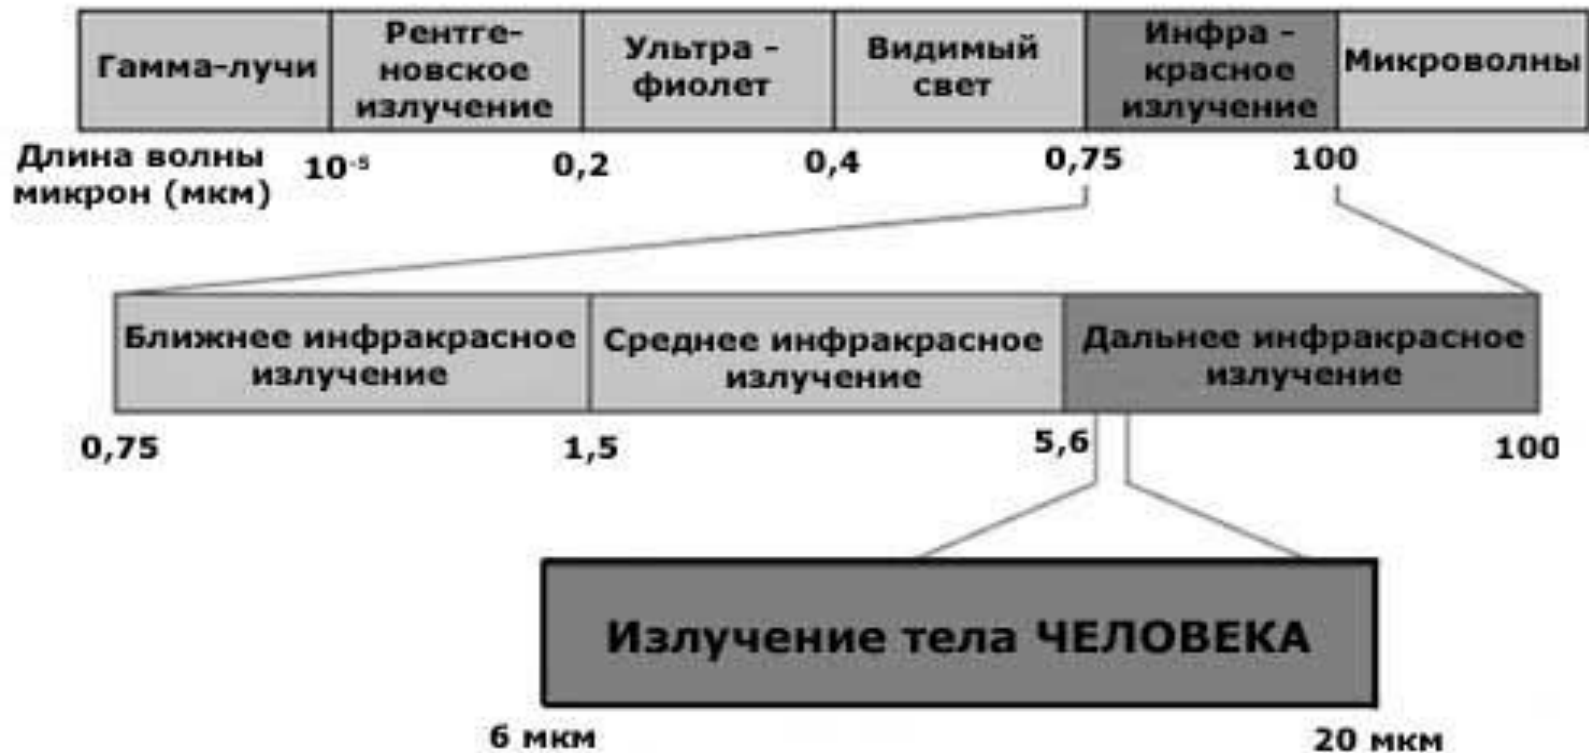 Гамма-лучи
Рентге-
новское
излучение
Ультра -
фиолет
Видимый
свет
Инфра -
красное
излучение
Микроволны
Длина волны
микрон (мкм)
10⁻⁵
0,2
0,4
0,75
100
Ближнее инфракрасное
излучение
Среднее инфракрасное
излучение
Дальнее инфракрасное
излучение
0,75
1,5
5,6
100
Излучение тела ЧЕЛОВЕКА
6 мкм
20 мкм